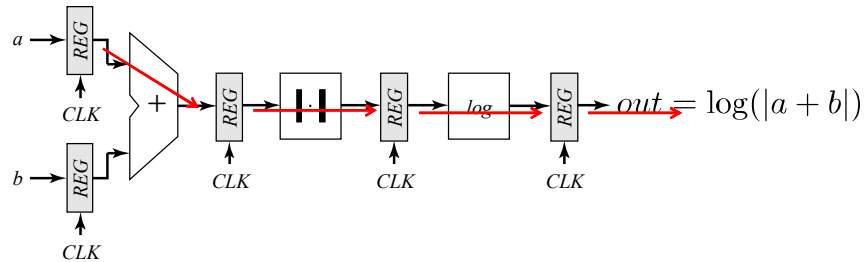 a
REG
CLK
+
REG
CLK
| · |
REG
CLK
log
REG
CLK
out = log(|a + b|)
b
REG
CLK